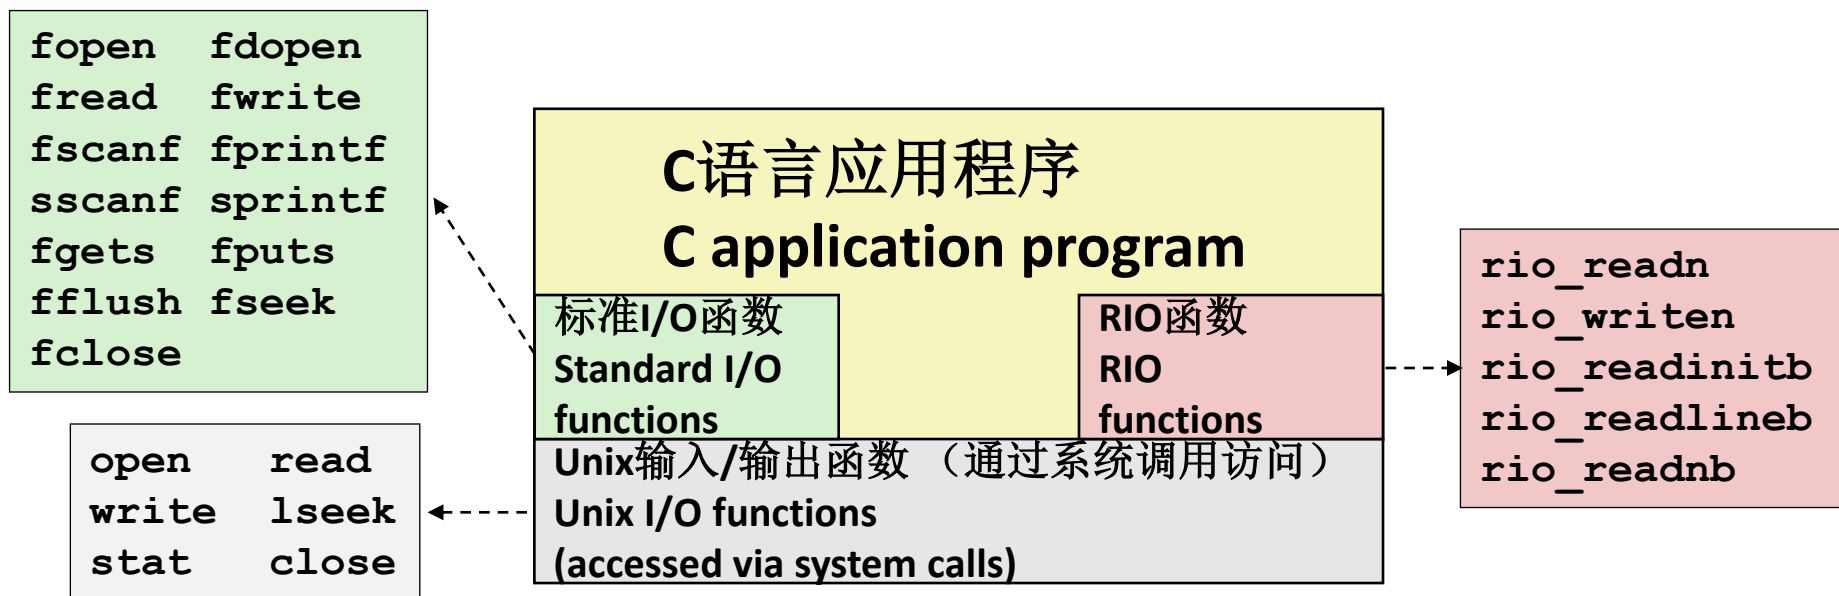 fopen fdopen
fread fwrite
fscanf fprintf
sscanf sprintf
fgets fputs
fflush fseek
fclose
open read
write lseek
stat close
C语言应用程序
C application program
标准I/O函数
Standard I/O
functions
RIO函数
RIO
functions
Unix输入/输出函数 （通过系统调用访问）
Unix I/O functions
(accessed via system calls)
rio_readn
rio_writen
rio_readinitb
rio_readlineb
rio_readnb